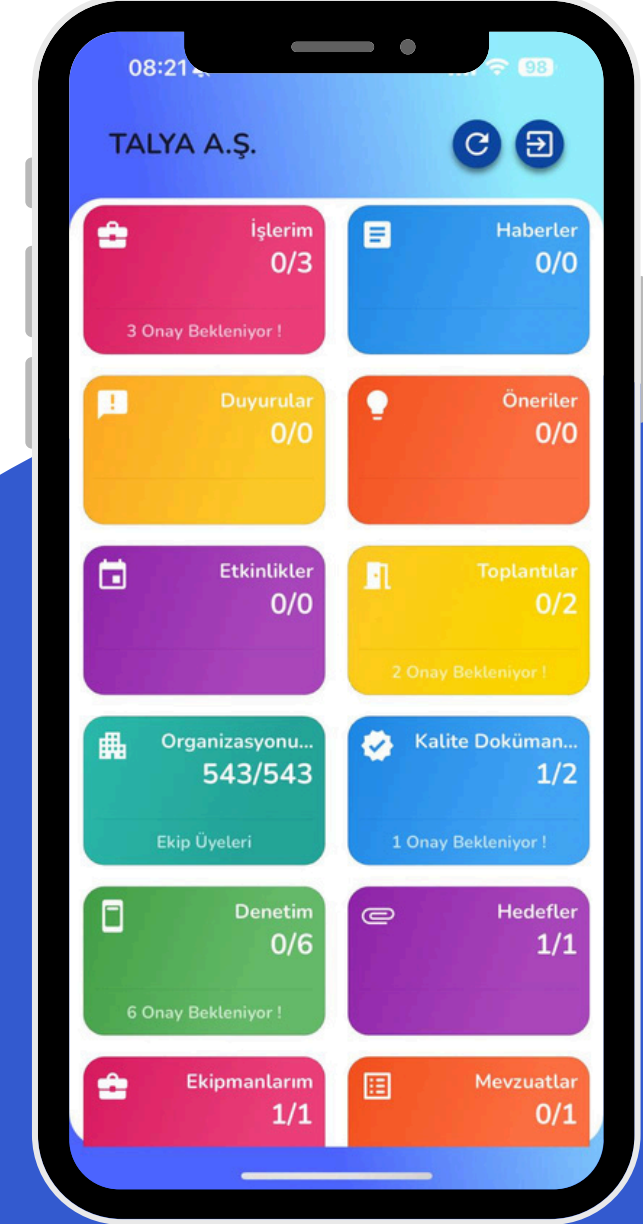 08:21
98
TALYA A.Ş.
İşlerim
0/3
3 Onay Bekleniyor !
Haberler
0/0
Duyurular
0/0
Öneriler
0/0
Etkinlikler
0/0
Toplantılar
0/2
2 Onay Bekleniyor !
Organizasyonu...
543/543
Ekip Üyeleri
Kalite Doküman...
1/2
1 Onay Bekleniyor !
Denetim
0/6
6 Onay Bekleniyor !
Hedefler
1/1
Ekipmanlarım
1/1
Mevzuatlar
0/1